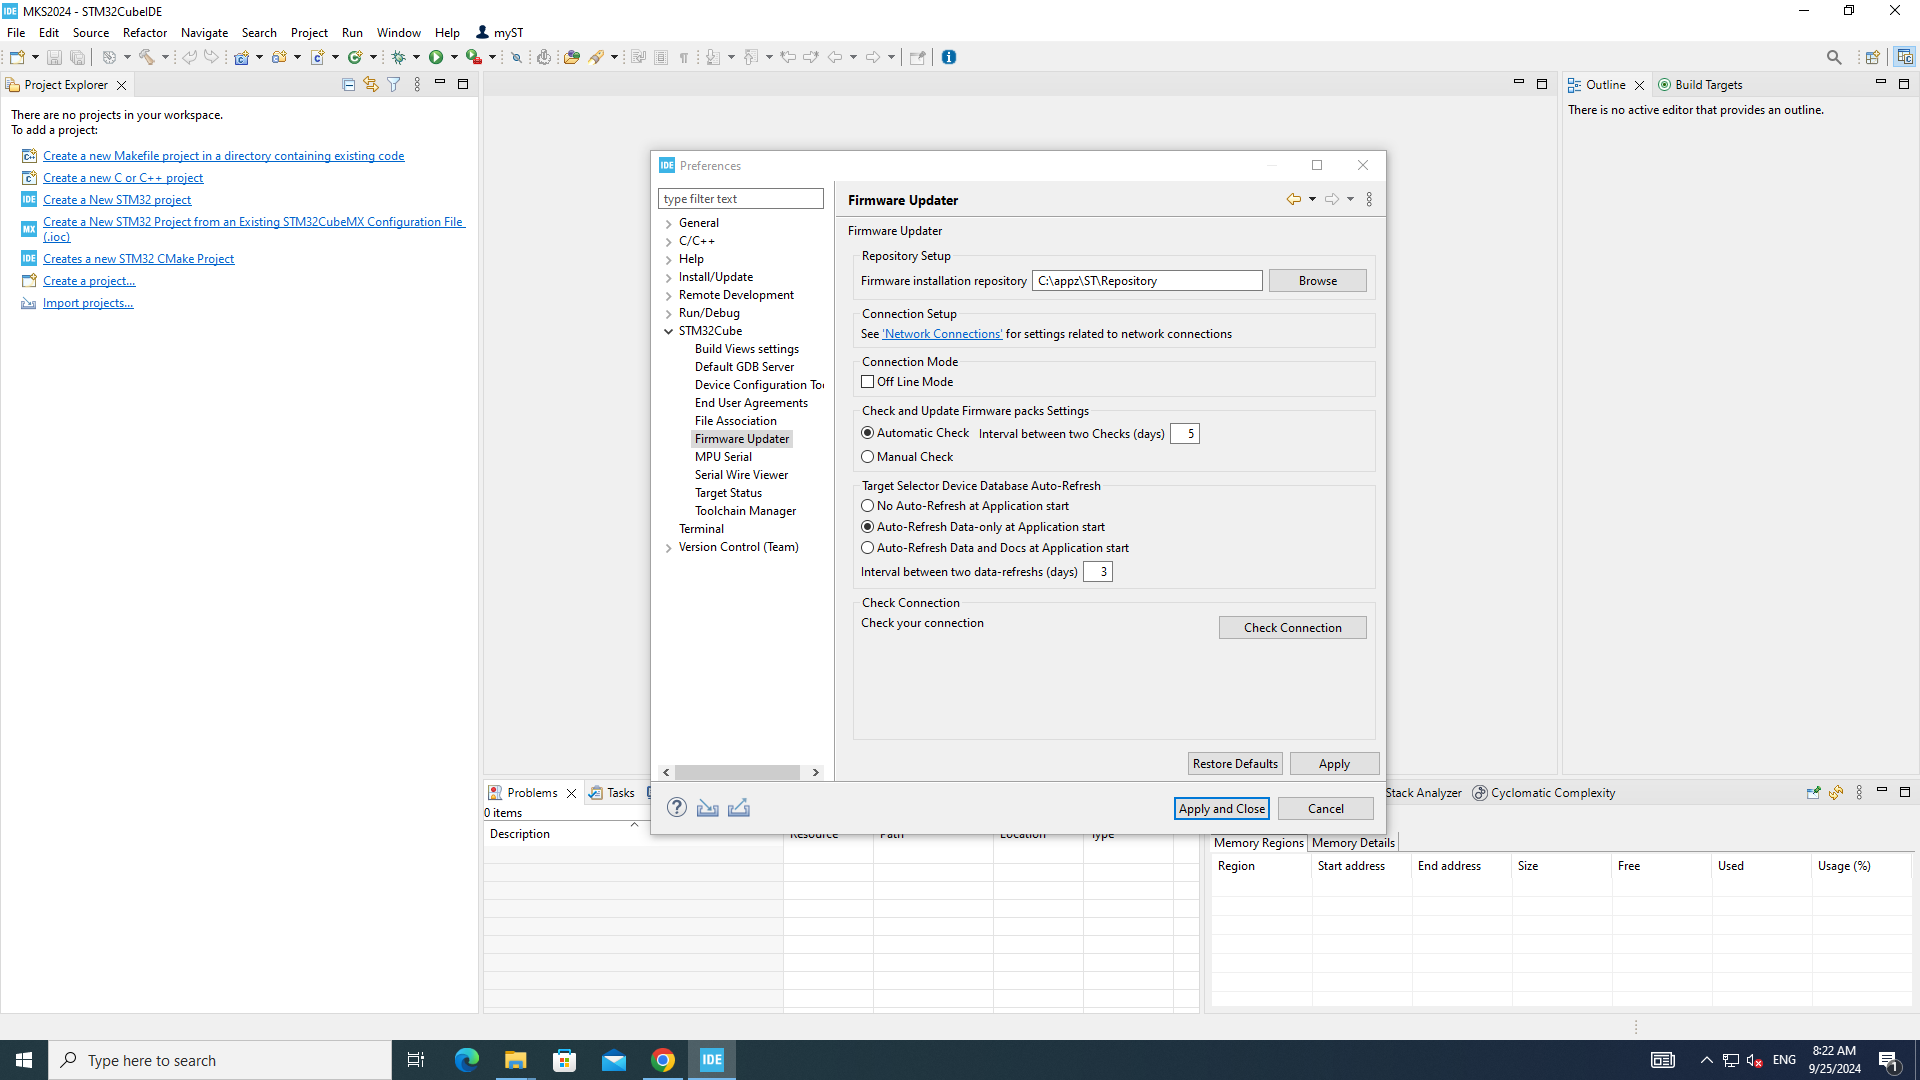 MKS2024 - STM32CubeIDE
File Edit Source Refactor Navigate Search Project Run Window Help myST
Project Explorer
There are no projects in your workspace.
To add a project:
Create a new Makefile project in a directory containing existing code
Create a new C or C++ project
Create a New STM32 project
Create a New STM32 Project from an Existing STM32CubeMX Configuration File
(.ioc)
Creates a new STM32 CMake Project
Create a project...
Import projects...
Outline Build Targets
There is no active editor that provides an outline.
Preferences
type filter text
General
C/C++
Help
Install/Update
Remote Development
Run/Debug
STM32Cube
Build Views settings
Default GDB Server
Device Configuration To
End User Agreements
File Association
Firmware Updater
MPU Serial
Serial Wire Viewer
Target Status
Toolchain Manager
Terminal
Version Control (Team)
Firmware Updater
Firmware Updater
Repository Setup
Firmware installation repository C:\appz\ST\Repository Browse
Connection Setup
See 'Network Connections' for settings related to network connections
Connection Mode
Off Line Mode
Check and Update Firmware packs Settings
Automatic Check Interval between two Checks (days) 5
Manual Check
Target Selector Device Database Auto-Refresh
No Auto-Refresh at Application start
Auto-Refresh Data-only at Application start
Auto-Refresh Data and Docs at Application start
Interval between two data-refreshs (days) 3
Check Connection
Check your connection Check Connection
Restore Defaults Apply
Apply and Close Cancel
Problems Tasks
0 items
Description Resource Path Location Type
Stack Analyzer Cyclomatic Complexity
Memory Regions Memory Details
Region Start address End address Size Free Used Usage (%)
Type here to search
IDE
ENG
8:22 AM
9/25/2024
1